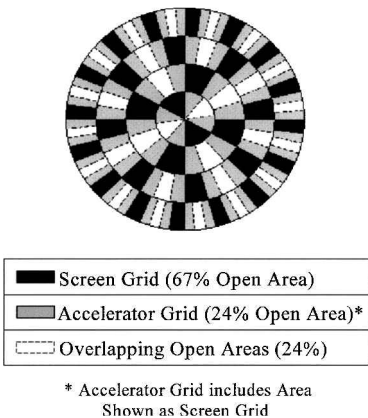 Screen Grid (67% Open Area)
Accelerator Grid (24% Open Area)*
Overlapping Open Areas (24%)
* Accelerator Grid includes Area
Shown as Screen Grid